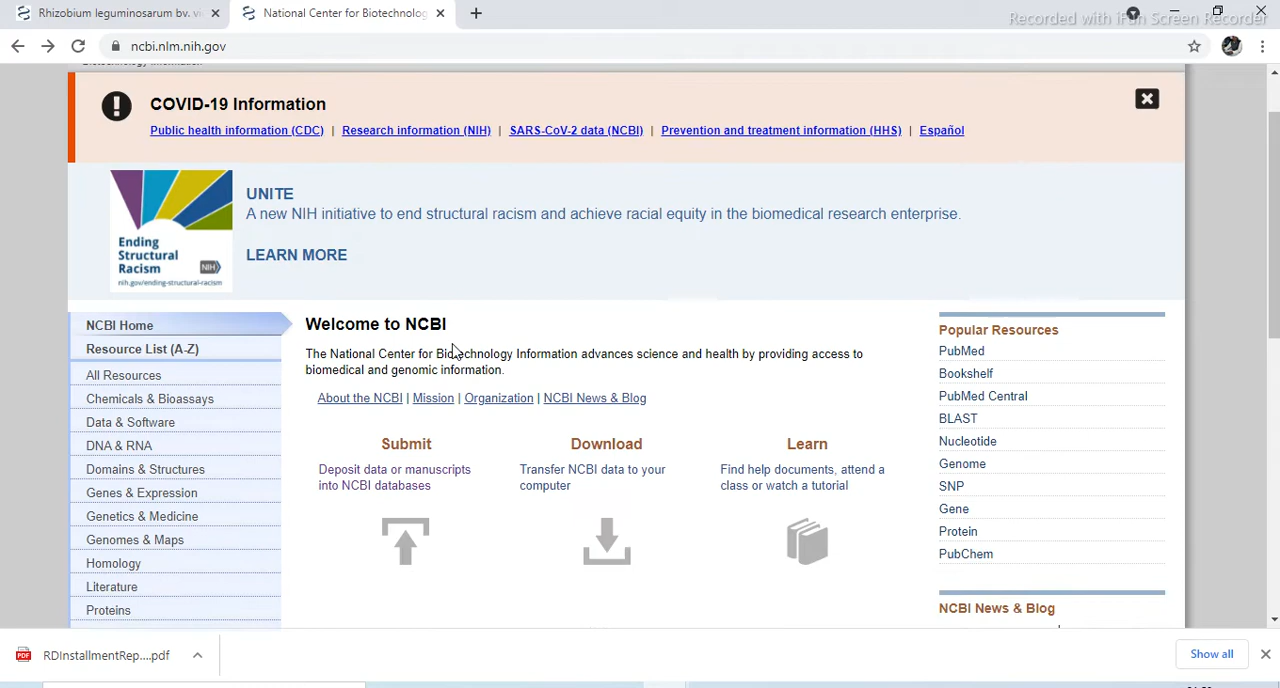 Rhizobium leguminosarum bv. vi
National Center for Biotechnolog
Recorded with iFun Screen Recorder
ncbi.nlm.nih.gov
COVID-19 Information
Public health information (CDC) | Research information (NIH) | SARS-CoV-2 data (NCBI) | Prevention and treatment information (HHS) | Español
UNITE
A new NIH initiative to end structural racism and achieve racial equity in the biomedical research enterprise.
LEARN MORE
Ending
Structural
Racism
NIH
nih.gov/ending-structural-racism
NCBI Home
Resource List (A-Z)
All Resources
Chemicals & Bioassays
Data & Software
DNA & RNA
Domains & Structures
Genes & Expression
Genetics & Medicine
Genomes & Maps
Homology
Literature
Proteins
Welcome to NCBI
The National Center for Biotechnology Information advances science and health by providing access to
biomedical and genomic information.
About the NCBI | Mission | Organization | NCBI News & Blog
Submit
Deposit data or manuscripts
into NCBI databases
Download
Transfer NCBI data to your
computer
Learn
Find help documents, attend a
class or watch a tutorial
Popular Resources
PubMed
Bookshelf
PubMed Central
BLAST
Nucleotide
Genome
SNP
Gene
Protein
PubChem
NCBI News & Blog
RDInstallmentRep....pdf
Show all